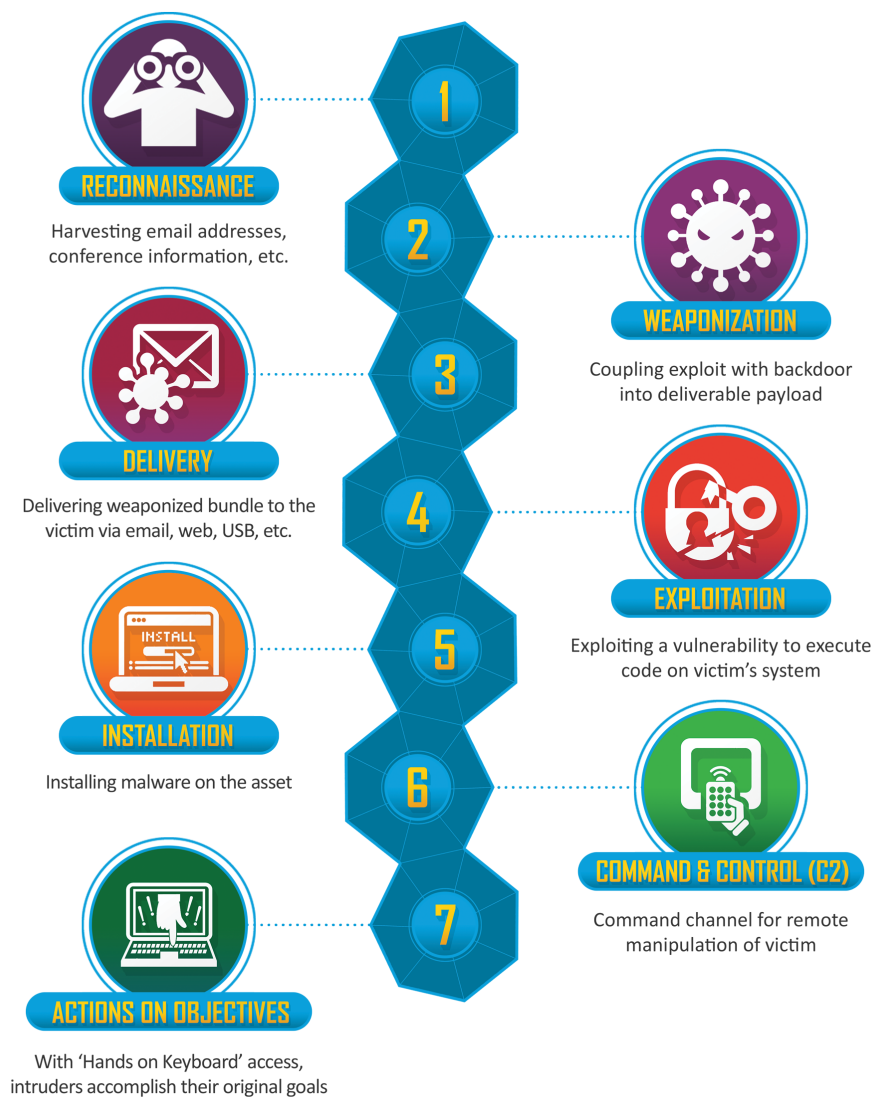 1
RECONNAISSANCE
Harvesting email addresses,
conference information, etc.
2
WEAPONIZATION
Coupling exploit with backdoor
into deliverable payload
3
DELIVERY
Delivering weaponized bundle to the
victim via email, web, USB, etc.
4
EXPLOITATION
Exploiting a vulnerability to execute
code on victim’s system
5
INSTALL
INSTALLATION
Installing malware on the asset
6
COMMAND & CONTROL (C2)
Command channel for remote
manipulation of victim
7
ACTIONS ON OBJECTIVES
With ‘Hands on Keyboard’ access,
intruders accomplish their original goals